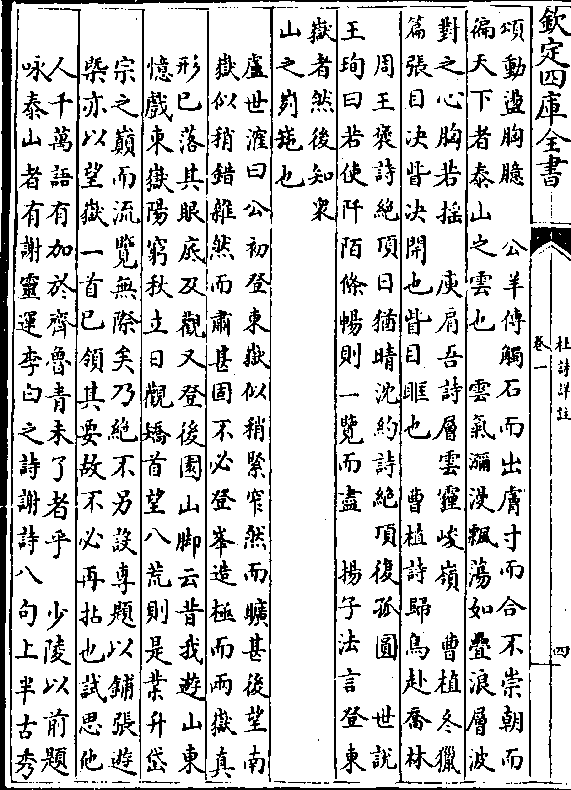 欽定四庫全書
杜詩詳註
卷一
四
頌動盪胸臆　公羊傳觸石而出膚寸而合不崇朝而
徧天下者泰山之雲也　雲氣瀰漫飄蕩如疊浪層波
對之心胸若搖　庾肩吾詩層雲霾峻嶺　曹植冬獵
篇張目決眥決開也眥目眶也　曹植詩歸鳥赴喬林
周王褒詩絕頂日猶晴沈約詩絕頂復孤圓　世說
王珣曰若使阡陌條暢則一覽而盡　揚子法言登東
嶽者然後知衆
山之峛崺也
盧世㴶曰公初登東嶽似稍緊窄然而曠甚後望南
嶽似稍錯雜然而肅甚固不必登峯造極而兩嶽真
形已落其眼底及觀又登後園山脚云昔我遊山東
憶戲東嶽陽窮秋立日觀矯首望八荒則是業升岱
宗之巔而流覽無際矣乃絕不另設專題以鋪張遊
槩亦以望嶽一首已領其要故不必再拈也試思他
人千萬語有加於齊魯青未了者乎　少陵以前題
咏泰山者有謝靈運李白之詩謝詩八句上半古秀